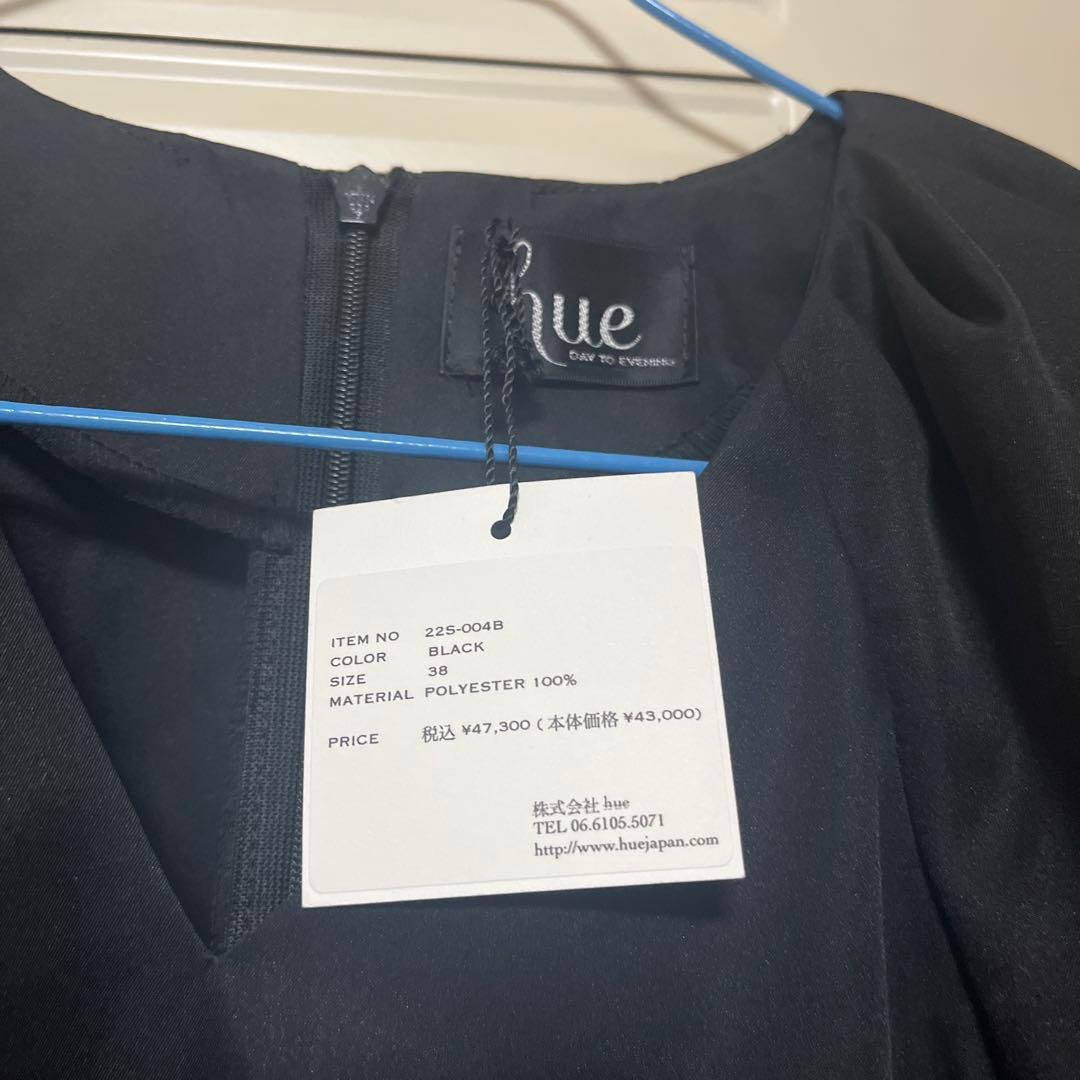 hue
DAY TO EVENING
ITEM NO 22S-004B
COLOR BLACK
SIZE 38
MATERIAL POLYESTER 100%
PRICE 税込 ¥47,300 ( 本体価格 ¥43,000)
株式会社 hue
TEL 06.6105.5071
http://www.huejapan.com